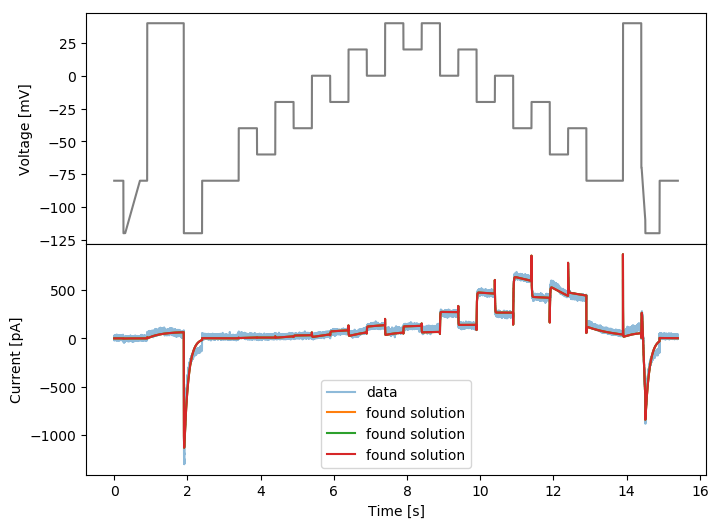 Voltage [mV]
25
0
−25
−50
−75
−100
−125
Current [pA]
500
0
−500
−1000
data
found solution
found solution
found solution
0
2
4
6
8
10
12
14
16
Time [s]